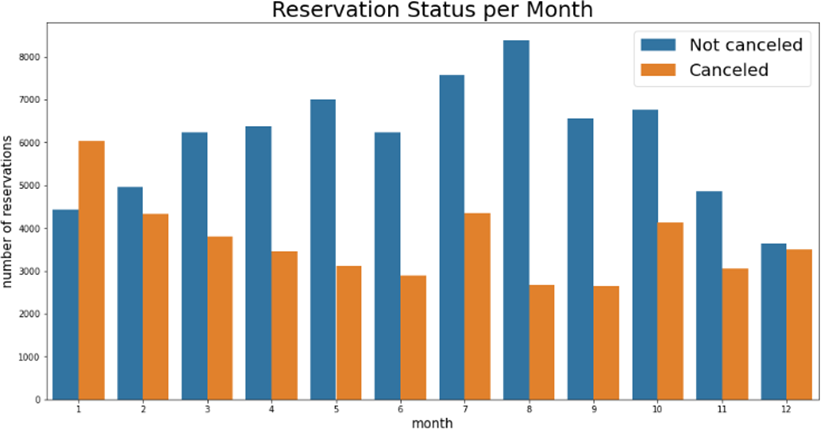 Reservation Status per Month
Not canceled
Canceled
number of reservations
8000
7000
6000
5000
4000
3000
2000
1000
0
1 2 3 4 5 6 7 8 9 10 11 12
month